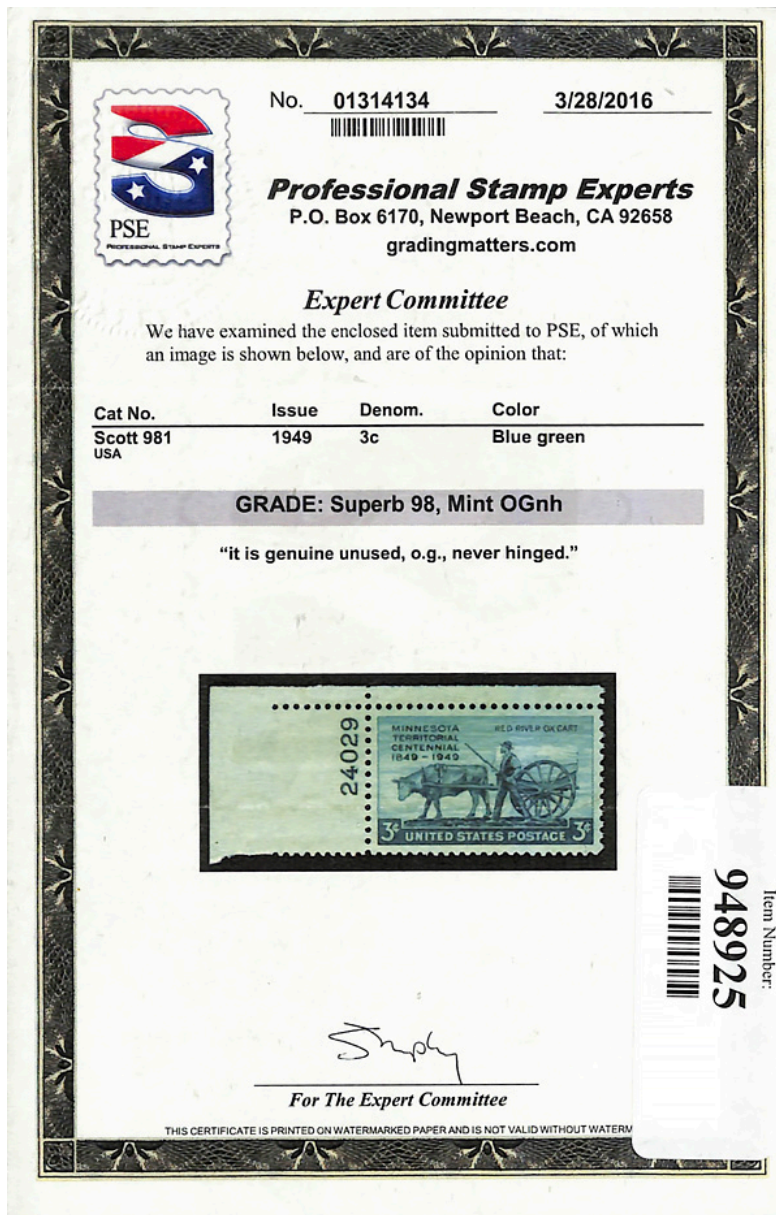 No. 01314134 3/28/2016
PSE
PROFESSIONAL STAMP EXPERTS
Professional Stamp Experts
P.O. Box 6170, Newport Beach, CA 92658
gradingmatters.com
Expert Committee
We have examined the enclosed item submitted to PSE, of which
an image is shown below, and are of the opinion that:
Cat No. Issue Denom. Color
Scott 981 1949 3c Blue green
USA
GRADE: Superb 98, Mint OGnh
“it is genuine unused, o.g., never hinged.”
24029
MINNESOTA RED RIVER OX CART
TERRITORIAL
CENTENNIAL
1849 - 1949
3¢ UNITED STATES POSTAGE 3¢
Item Number:
948925
For The Expert Committee
THIS CERTIFICATE IS PRINTED ON WATERMARKED PAPER AND IS NOT VALID WITHOUT WATERM